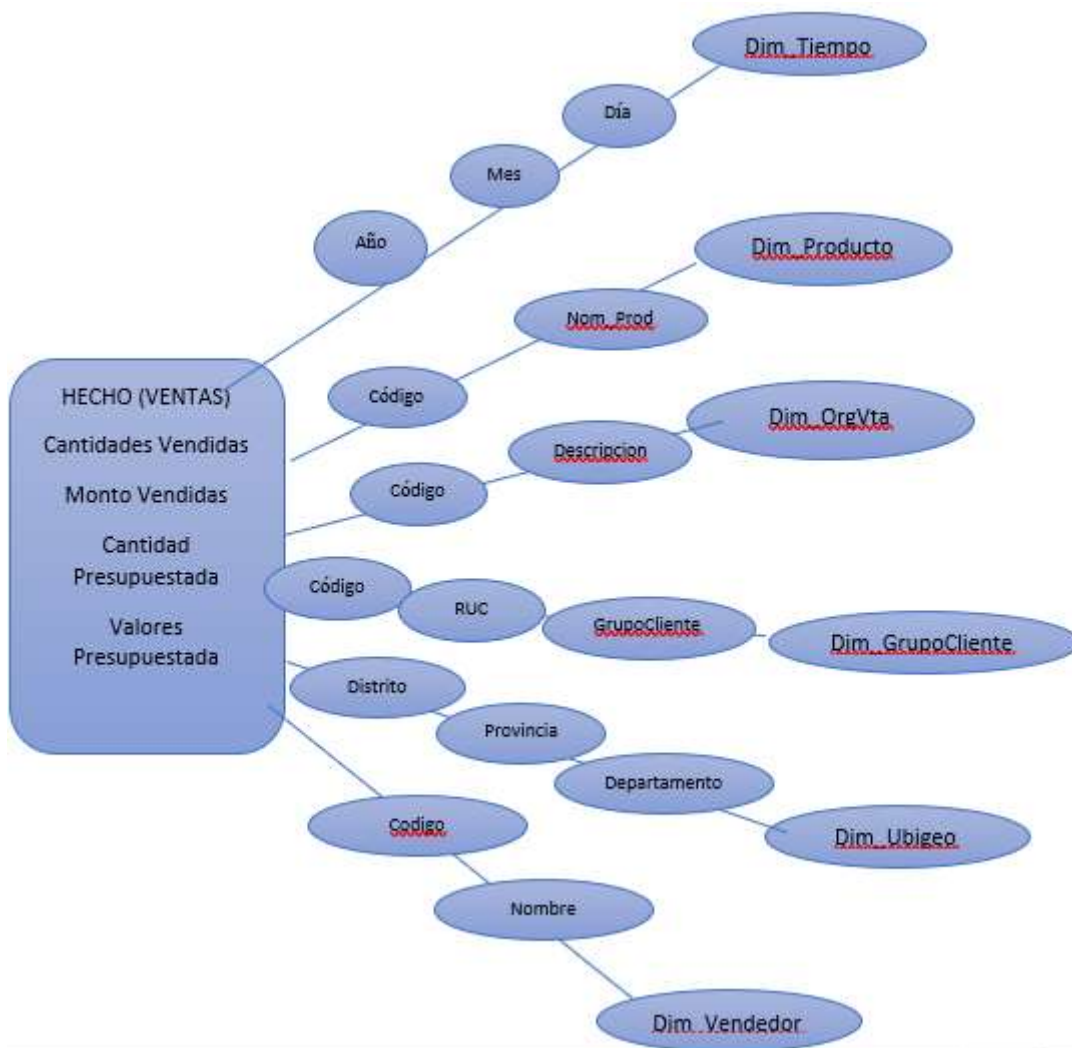 Dim_Tiempo
Día
Mes
Año
Dim_Producto
Nom_Prod
Código
HECHO (VENTAS)
Cantidades Vendidas
Monto Vendidas
Cantidad
Presupuestada
Valores
Presupuestada
Dim_OrgVta
Descripcion
Código
Código
RUC
GrupoCliente
Dim_GrupoCliente
Distrito
Provincia
Departamento
Dim_Ubigeo
Codigo
Nombre
Dim_Vendedor